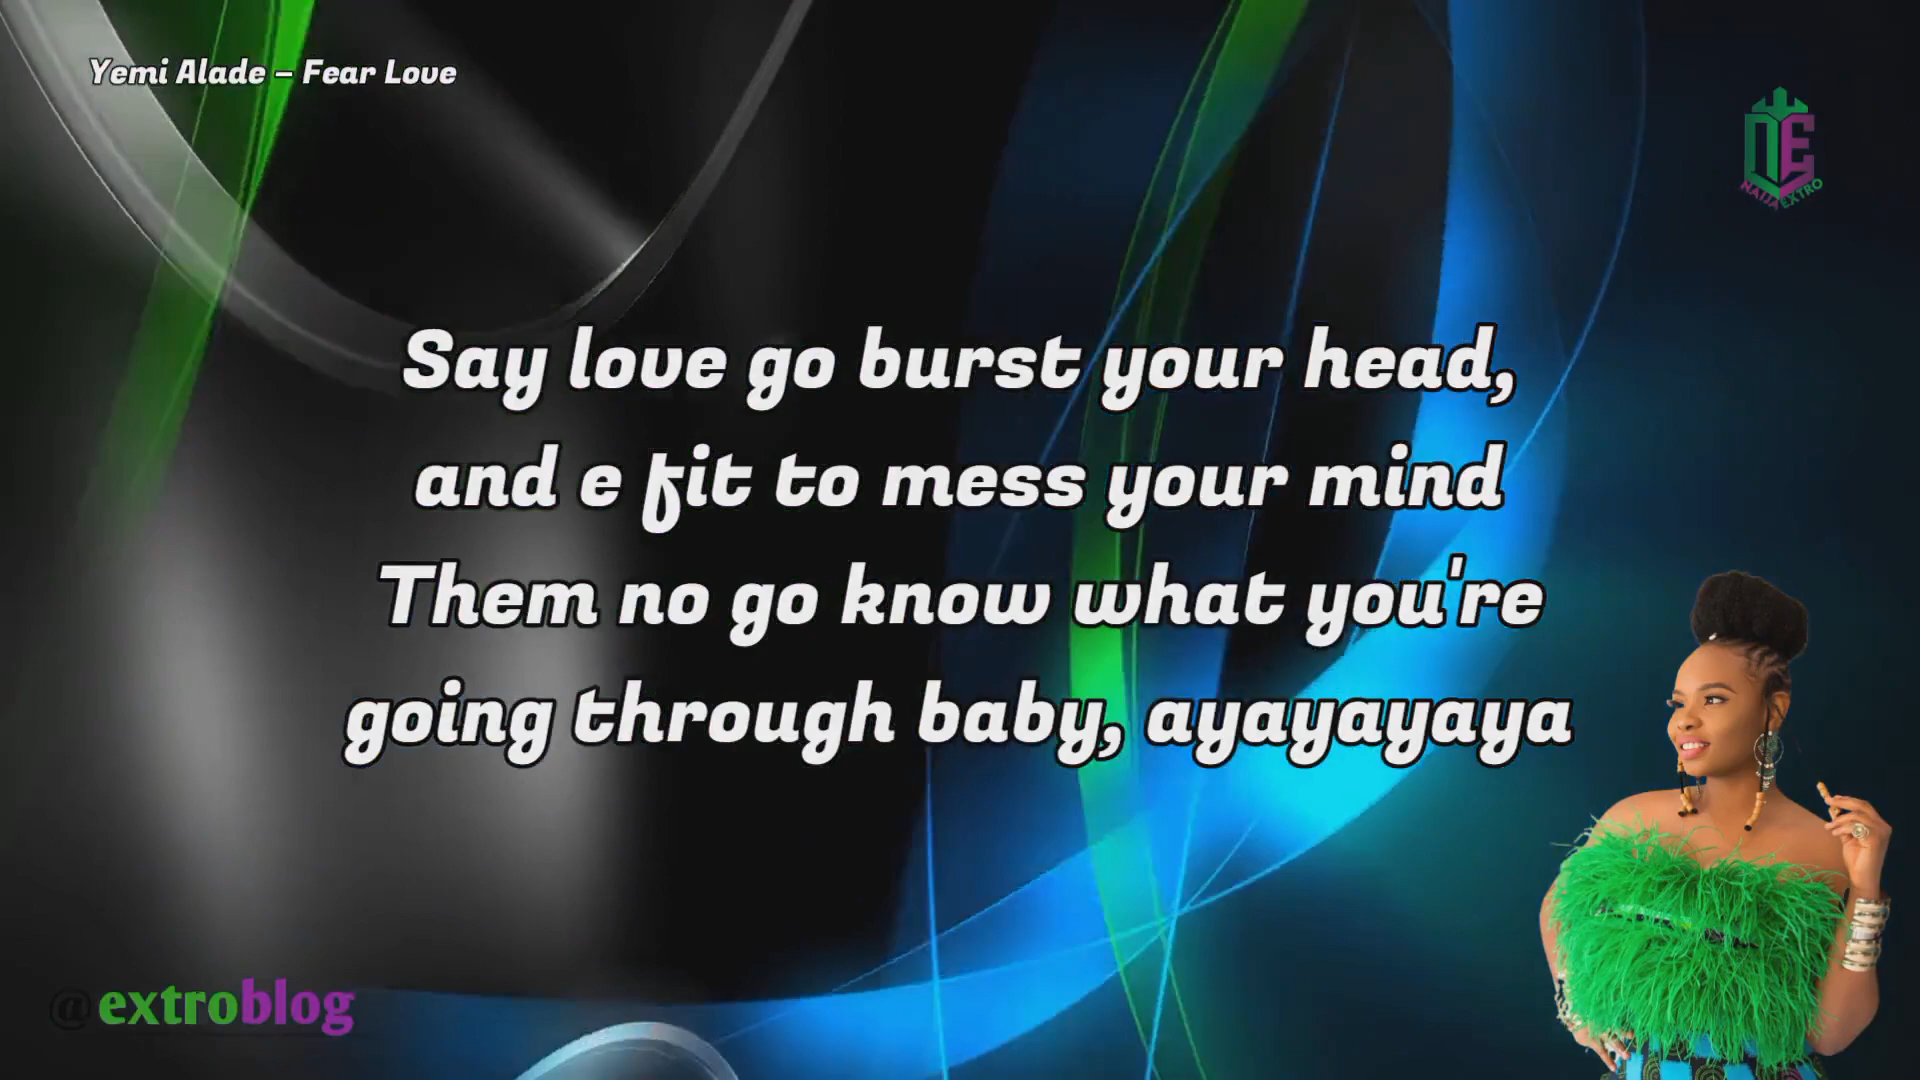 Yemi Alade – Fear Love
NAIJA EXTRO
Say love go burst your head,
and e fit to mess your mind
Them no go know what you're
going through baby, ayayayaya
@extroblog